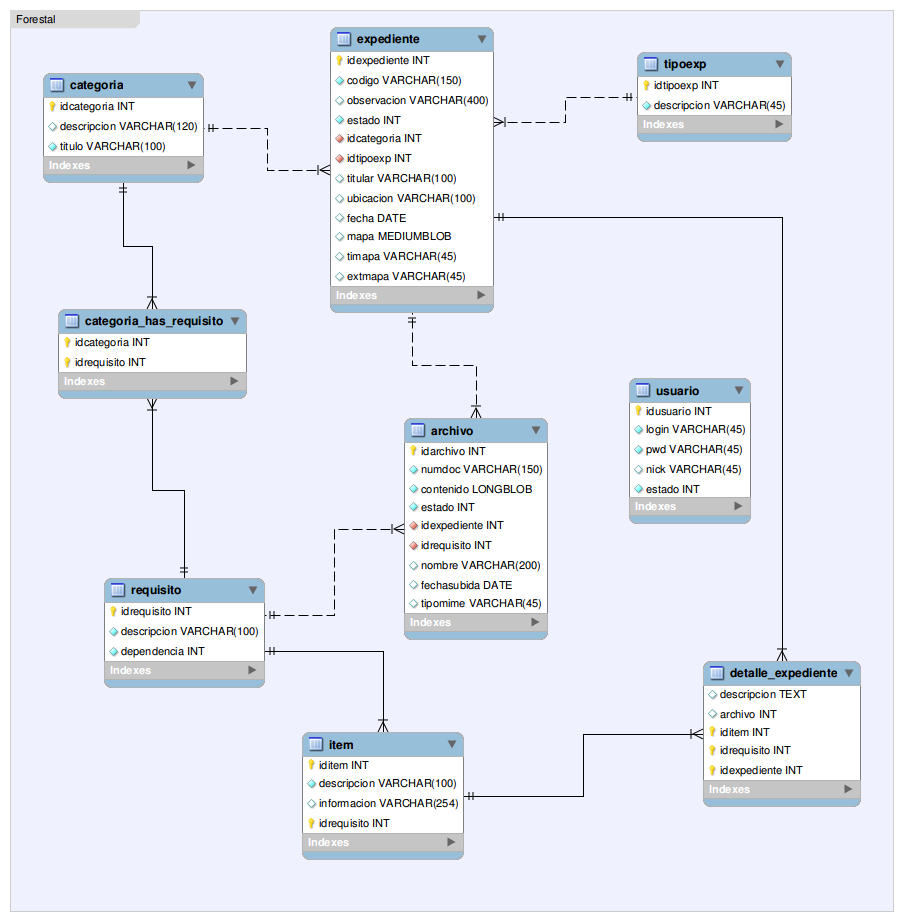 Forestal
expediente
idexpediente INT
codigo VARCHAR(150)
observacion VARCHAR(400)
estado INT
idcategoria INT
idtipoexp INT
titular VARCHAR(100)
ubicacion VARCHAR(100)
fecha DATE
mapa MEDIUMBLOB
timapa VARCHAR(45)
extmapa VARCHAR(45)
Indexes
tipoexp
idtipoexp INT
descripcion VARCHAR(45)
Indexes
categoria
idcategoria INT
descripcion VARCHAR(120)
titulo VARCHAR(100)
Indexes
categoria_has_requisito
idcategoria INT
idrequisito INT
Indexes
usuario
idusuario INT
login VARCHAR(45)
pwd VARCHAR(45)
nick VARCHAR(45)
estado INT
Indexes
archivo
idarchivo INT
numdoc VARCHAR(150)
contenido LONGBLOB
estado INT
idexpediente INT
idrequisito INT
nombre VARCHAR(200)
fechasubida DATE
tipomime VARCHAR(45)
Indexes
requisito
idrequisito INT
descripcion VARCHAR(100)
dependencia INT
Indexes
detalle_expediente
descripcion TEXT
archivo INT
iditem INT
idrequisito INT
idexpediente INT
Indexes
item
iditem INT
descripcion VARCHAR(100)
informacion VARCHAR(254)
idrequisito INT
Indexes